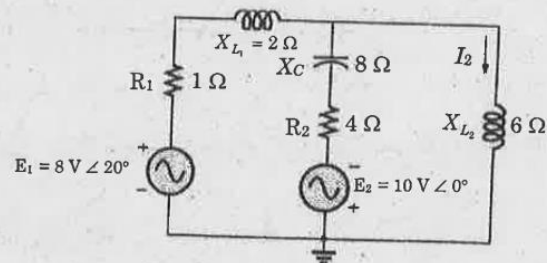 X_L₁ = 2 Ω
X_C 8 Ω
I₂
R₁ 1 Ω
R₂ 4 Ω
X_L₂ 6 Ω
+
-
E₁ = 8 V ∠ 20°
-
+
E₂ = 10 V ∠ 0°